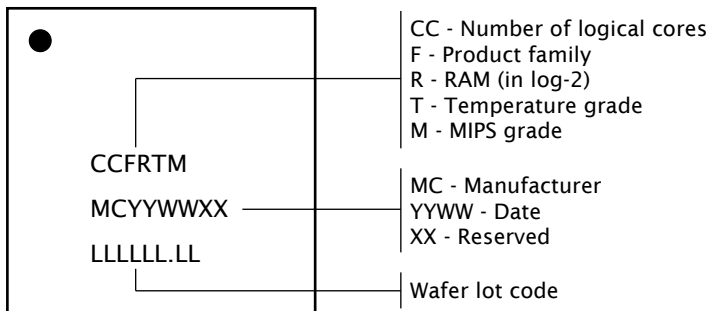 CCFRTM
MCYYWWXX
LLLLLL.LL
CC - Number of logical cores
F - Product family
R - RAM (in log-2)
T - Temperature grade
M - MIPS grade
MC - Manufacturer
YYWW - Date
XX - Reserved
Wafer lot code